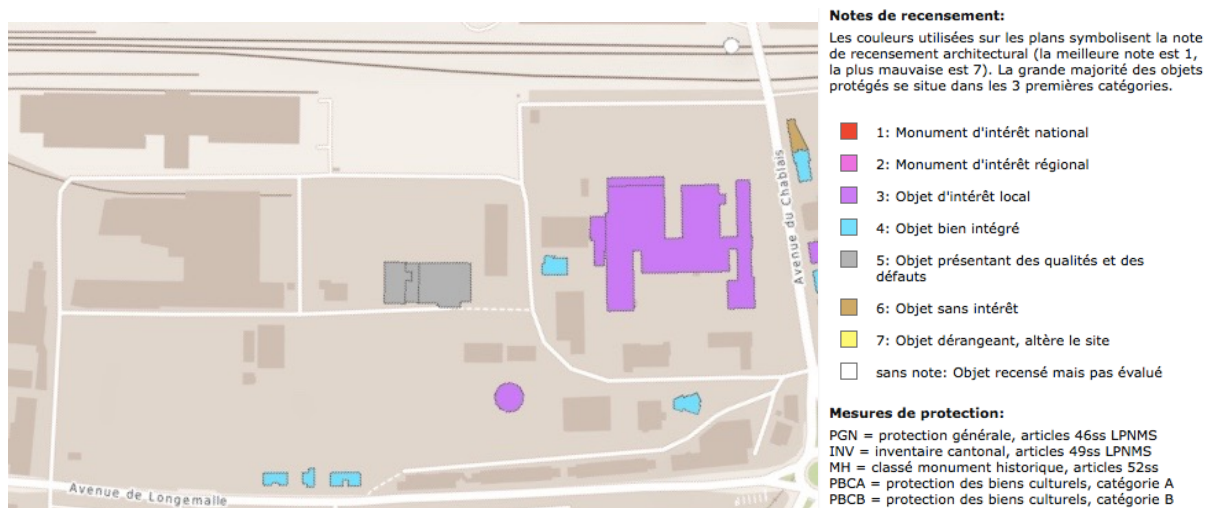 Notes de recensement:
Les couleurs utilisées sur les plans symbolisent la note
de recensement architectural (la meilleure note est 1,
la plus mauvaise est 7). La grande majorité des objets
protégés se situe dans les 3 premières catégories.
1: Monument d'intérêt national
2: Monument d'intérêt régional
3: Objet d'intérêt local
4: Objet bien intégré
5: Objet présentant des qualités et des
défauts
6: Objet sans intérêt
7: Objet dérangeant, altère le site
sans note: Objet recensé mais pas évalué
Mesures de protection:
PGN = protection générale, articles 46ss LPNMS
INV = inventaire cantonal, articles 49ss LPNMS
MH = classé monument historique, articles 52ss
PBCA = protection des biens culturels, catégorie A
PBCB = protection des biens culturels, catégorie B
Avenue du Chablais
Avenue de Longemalle